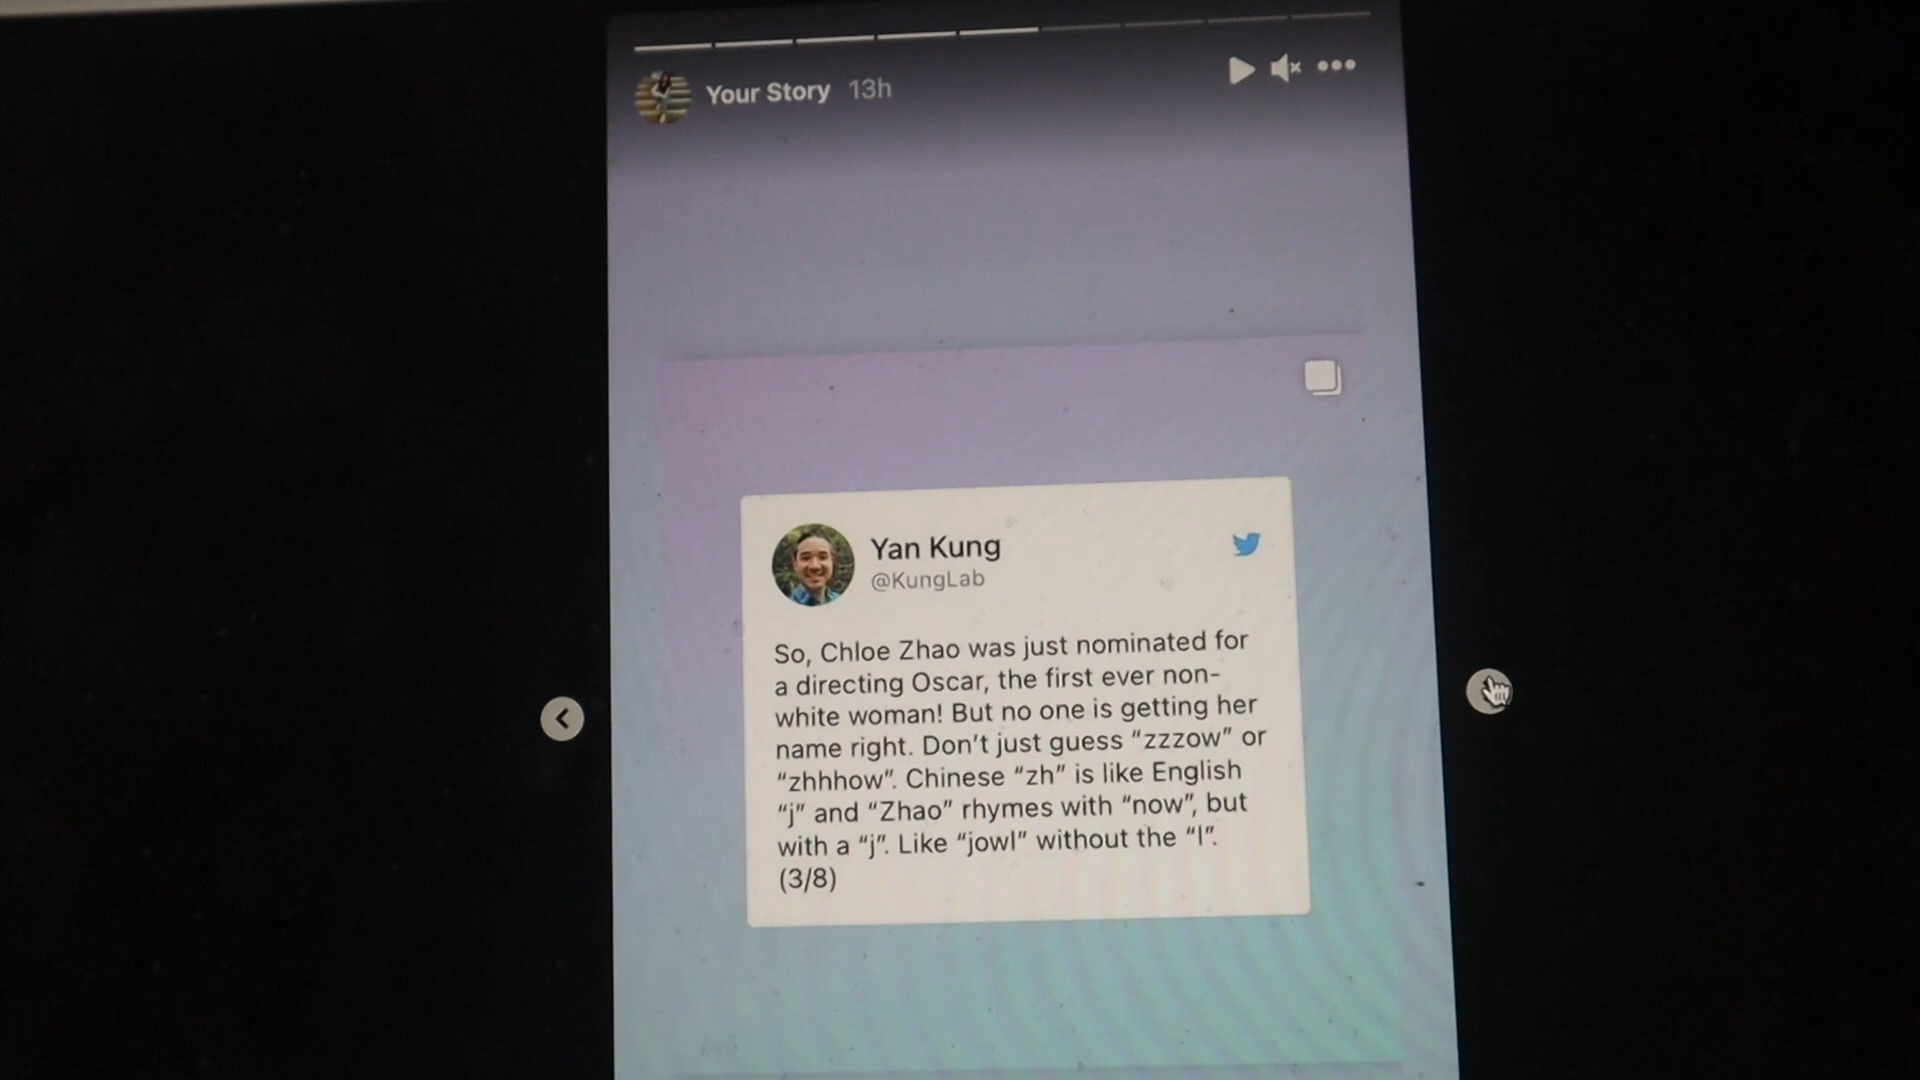 Your Story 13h
Yan Kung
@KungLab
So, Chloe Zhao was just nominated for
a directing Oscar, the first ever non-
white woman! But no one is getting her
name right. Don’t just guess “zzzow” or
“zhhhow”. Chinese “zh” is like English
“j” and “Zhao” rhymes with “now”, but
with a “j”. Like “jowl” without the “l”.
(3/8)